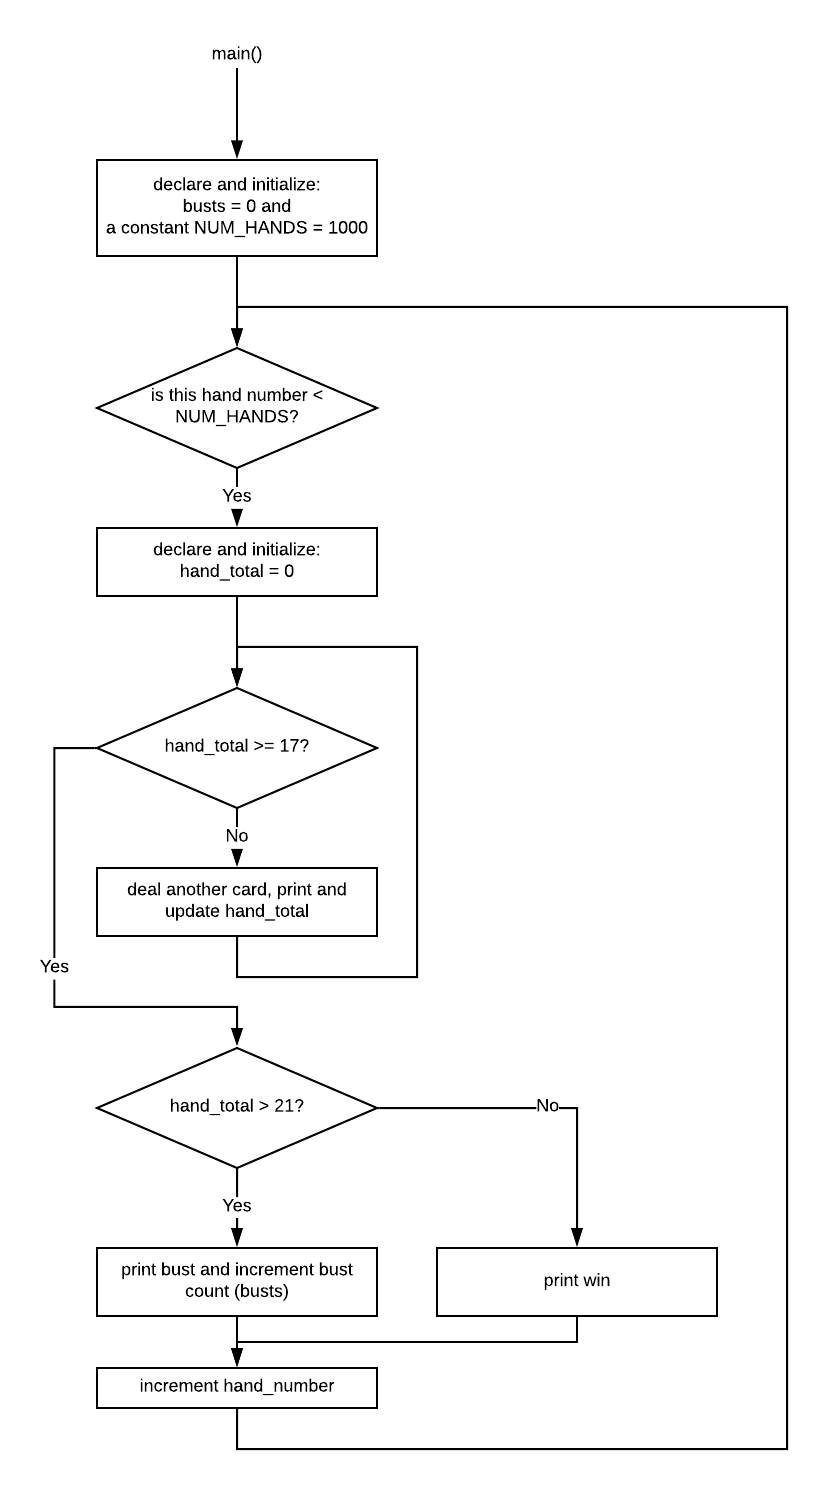 main()
declare and initialize:
busts = 0 and
a constant NUM_HANDS = 1000
is this hand number <
NUM_HANDS?
Yes
declare and initialize:
hand_total = 0
hand_total >= 17?
No
deal another card, print and
update hand_total
Yes
hand_total > 21?
No
Yes
print bust and increment bust
count (busts)
print win
increment hand_number